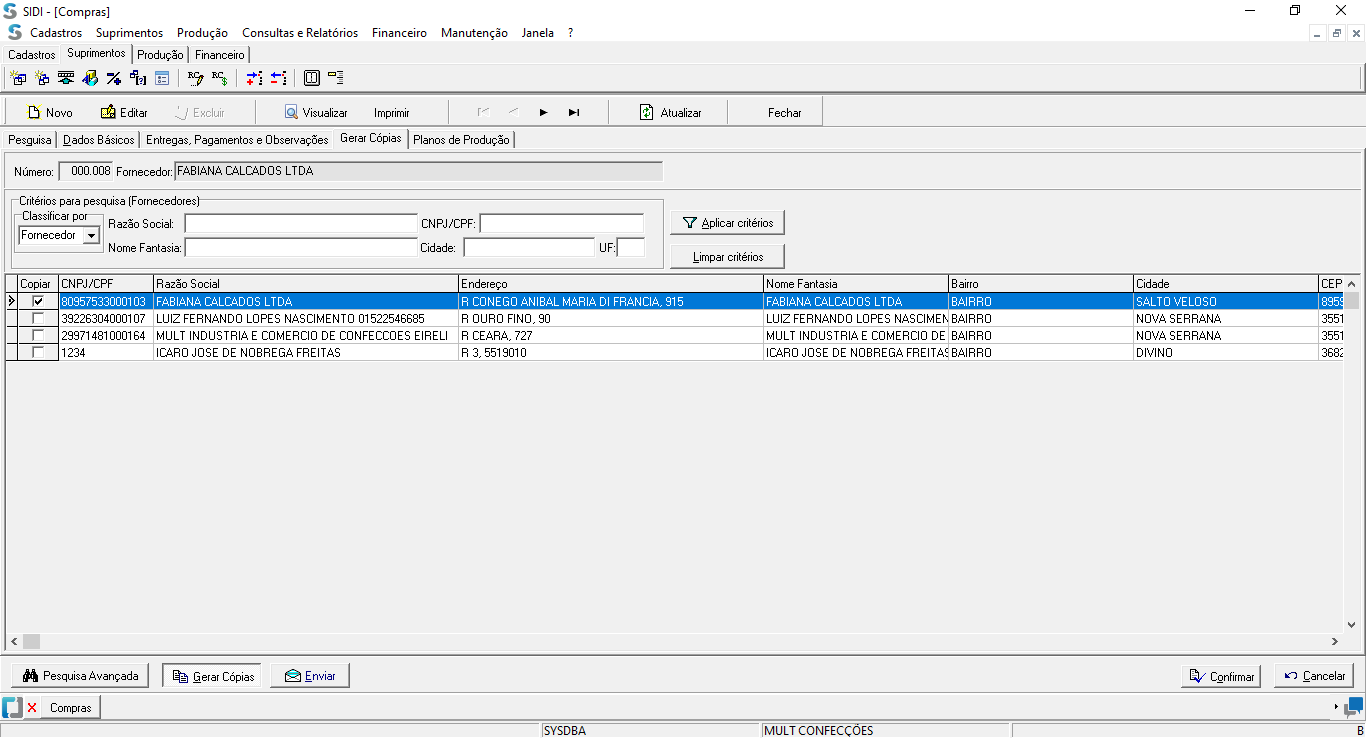 SIDI - [Compras]
Cadastros Suprimentos Produção Consultas e Relatórios Financeiro Manutenção Janela ?
Cadastros Suprimentos Produção Financeiro
Novo Editar Excluir Visualizar Imprimir Atualizar Fechar
Pesquisa Dados Básicos Entregas, Pagamentos e Observações Gerar Cópias Planos de Produção
Número: 000.008 Fornecedor: FABIANA CALCADOS LTDA
Critérios para pesquisa (Fornecedores)
Classificar por
Fornecedor
Razão Social: CNPJ/CPF:
Nome Fantasia: Cidade: UF:
Aplicar critérios
Limpar critérios
Copiar CNPJ/CPF Razão Social Endereço Nome Fantasia Bairro Cidade CEP
80957533000103 FABIANA CALCADOS LTDA R CONEGO ANIBAL MARIA DI FRANCIA, 915 FABIANA CALCADOS LTDA BAIRRO SALTO VELOSO 8959
39226304000107 LUIZ FERNANDO LOPES NASCIMENTO 01522546685 R OURO FINO, 90 LUIZ FERNANDO LOPES NASCIMEN BAIRRO NOVA SERRANA 3551
29971481000164 MULT INDUSTRIA E COMERCIO DE CONFECCOES EIRELI R CEARA, 727 MULT INDUSTRIA E COMERCIO DE BAIRRO NOVA SERRANA 3551
1234 ICARO JOSE DE NOBREGA FREITAS R 3, 5519010 ICARO JOSE DE NOBREGA FREITAS BAIRRO DIVINO 3682
Pesquisa Avançada Gerar Cópias Enviar Confirmar Cancelar
Compras
SYSDBA MULT CONFECÇÕES B